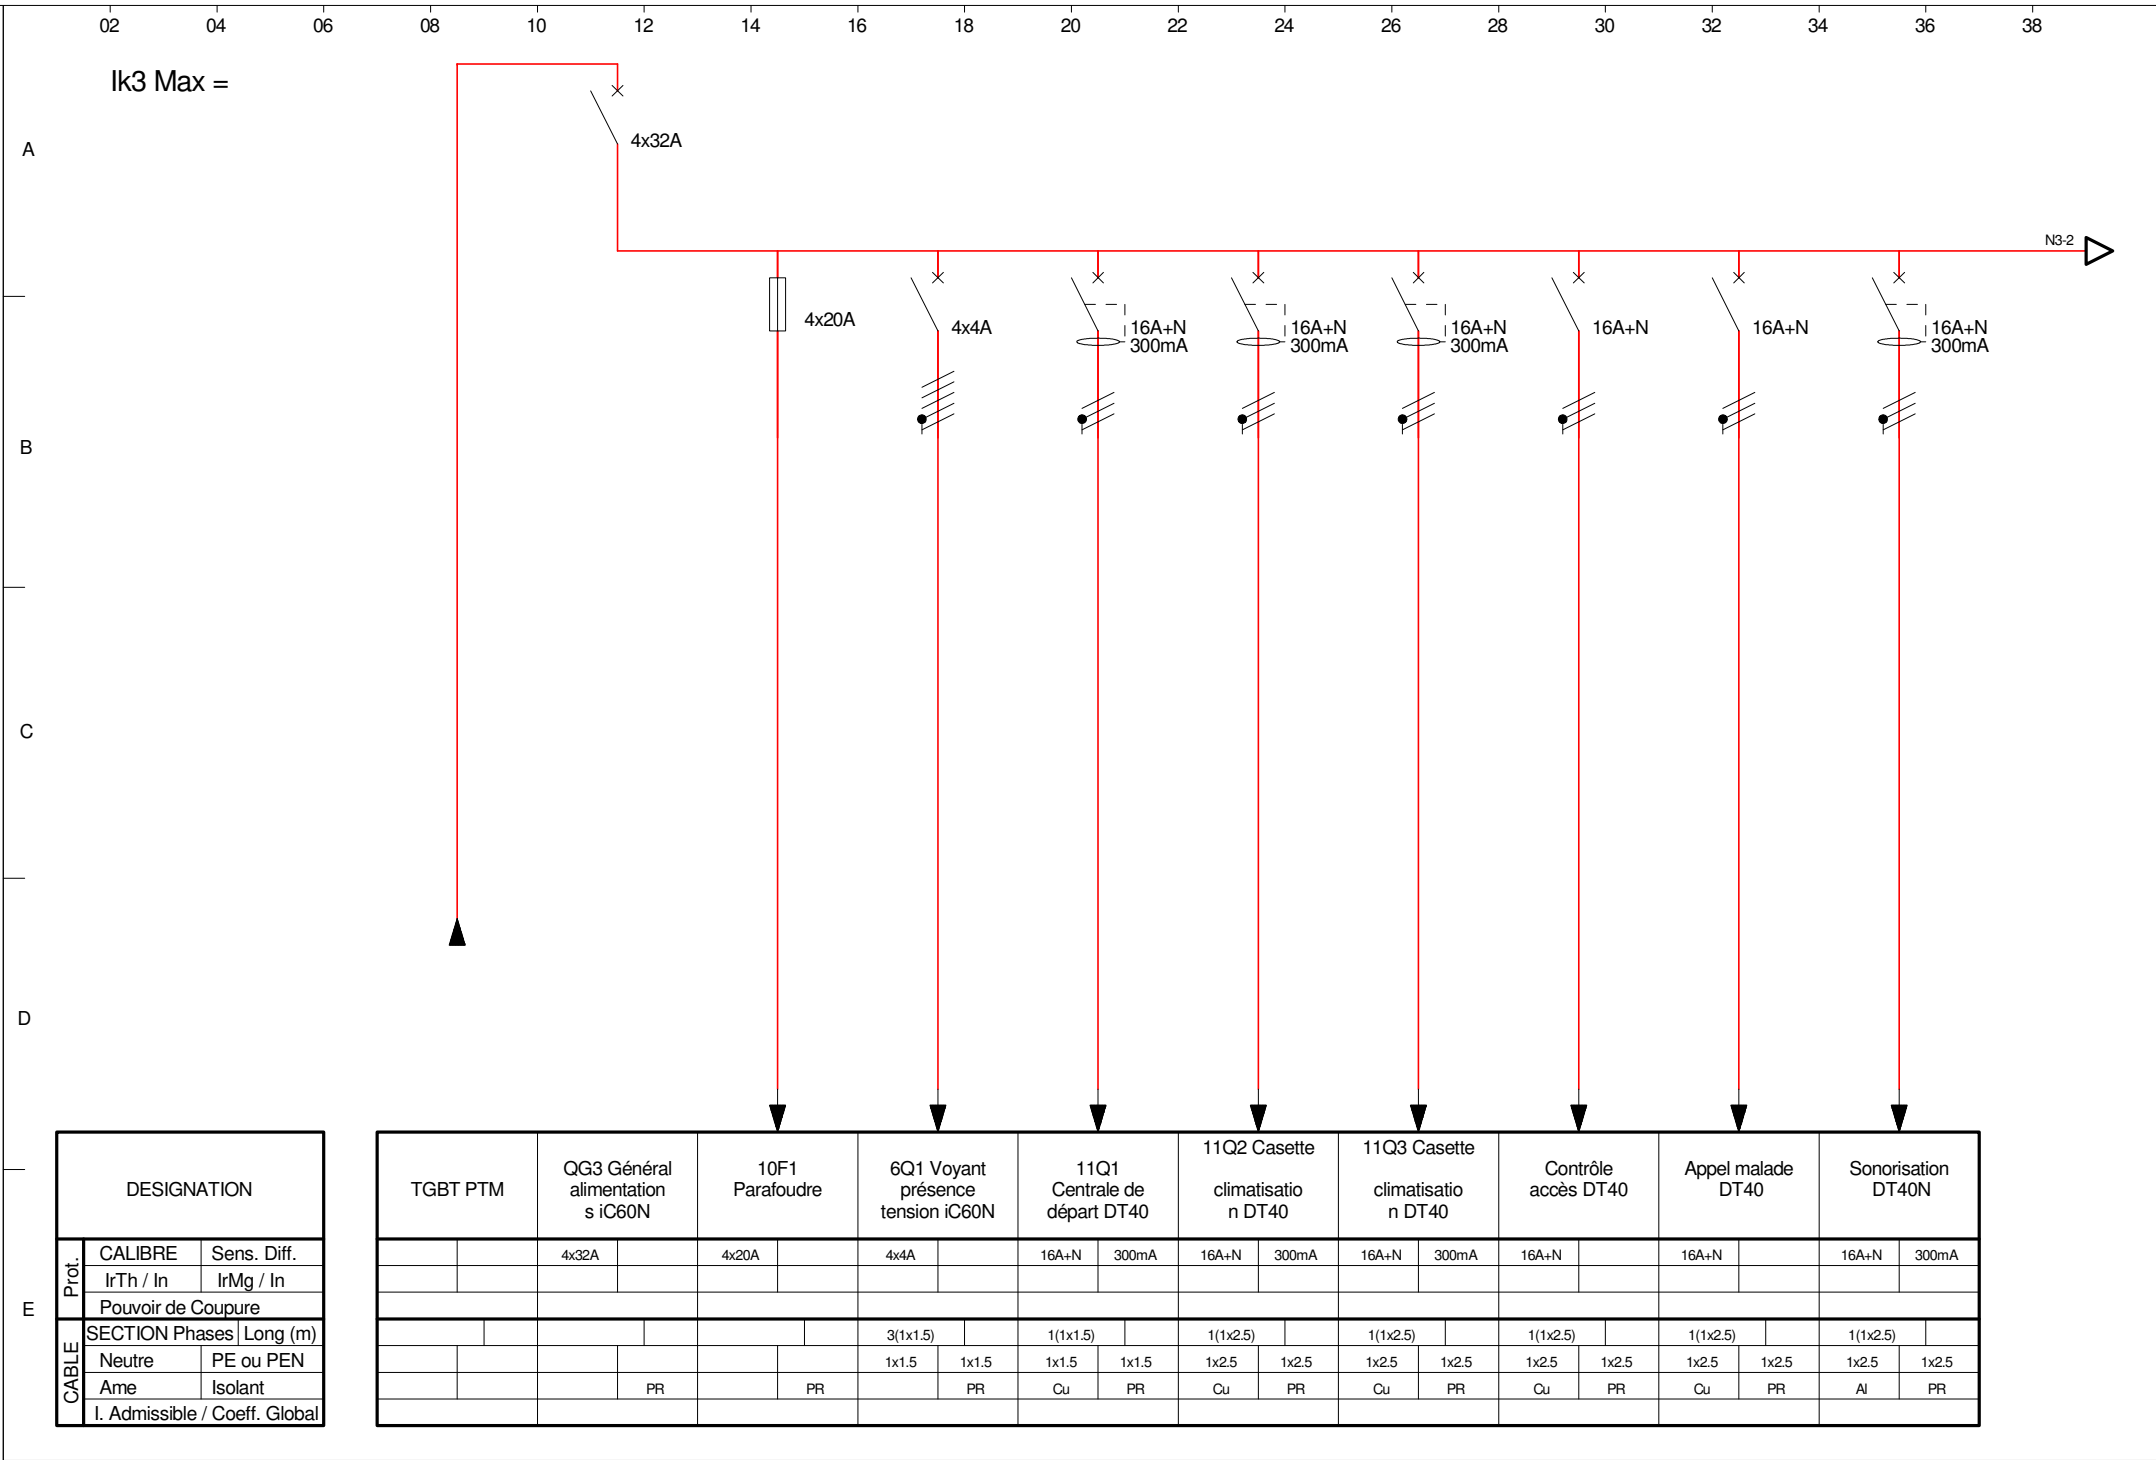 02 04 06 08 10 12 14 16 18 20 22 24 26 28 30 32 34 36 38
Ik3 Max =
A
4x32A
N3-2
4x20A
4x4A
16A+N
300mA
16A+N
300mA
16A+N
300mA
16A+N
16A+N
16A+N
300mA
B
C
D
E
DESIGNATION
TGBT PTM
QG3 Général
alimentation
s iC60N
10F1
Parafoudre
6Q1 Voyant
présence
tension iC60N
11Q1
Centrale de
départ DT40
11Q2 Casette
climatisatio
n DT40
11Q3 Casette
climatisatio
n DT40
Contrôle
accès DT40
Appel malade
DT40
Sonorisation
DT40N
Prot.
CALIBRE Sens. Diff. 4x32A 4x20A 4x4A 16A+N 300mA 16A+N 300mA 16A+N 300mA 16A+N 16A+N 16A+N 300mA
IrTh / In IrMg / In
Pouvoir de Coupure
CABLE
SECTION Phases Long (m) 3(1x1.5) 1(1x1.5) 1(1x2.5) 1(1x2.5) 1(1x2.5) 1(1x2.5) 1(1x2.5)
Neutre PE ou PEN 1x1.5 1x1.5 1x1.5 1x1.5 1x2.5 1x2.5 1x2.5 1x2.5 1x2.5 1x2.5 1x2.5 1x2.5 1x2.5 1x2.5
Ame Isolant PR PR PR Cu PR Cu PR Cu PR Cu PR Cu PR Al PR
I. Admissible / Coeff. Global